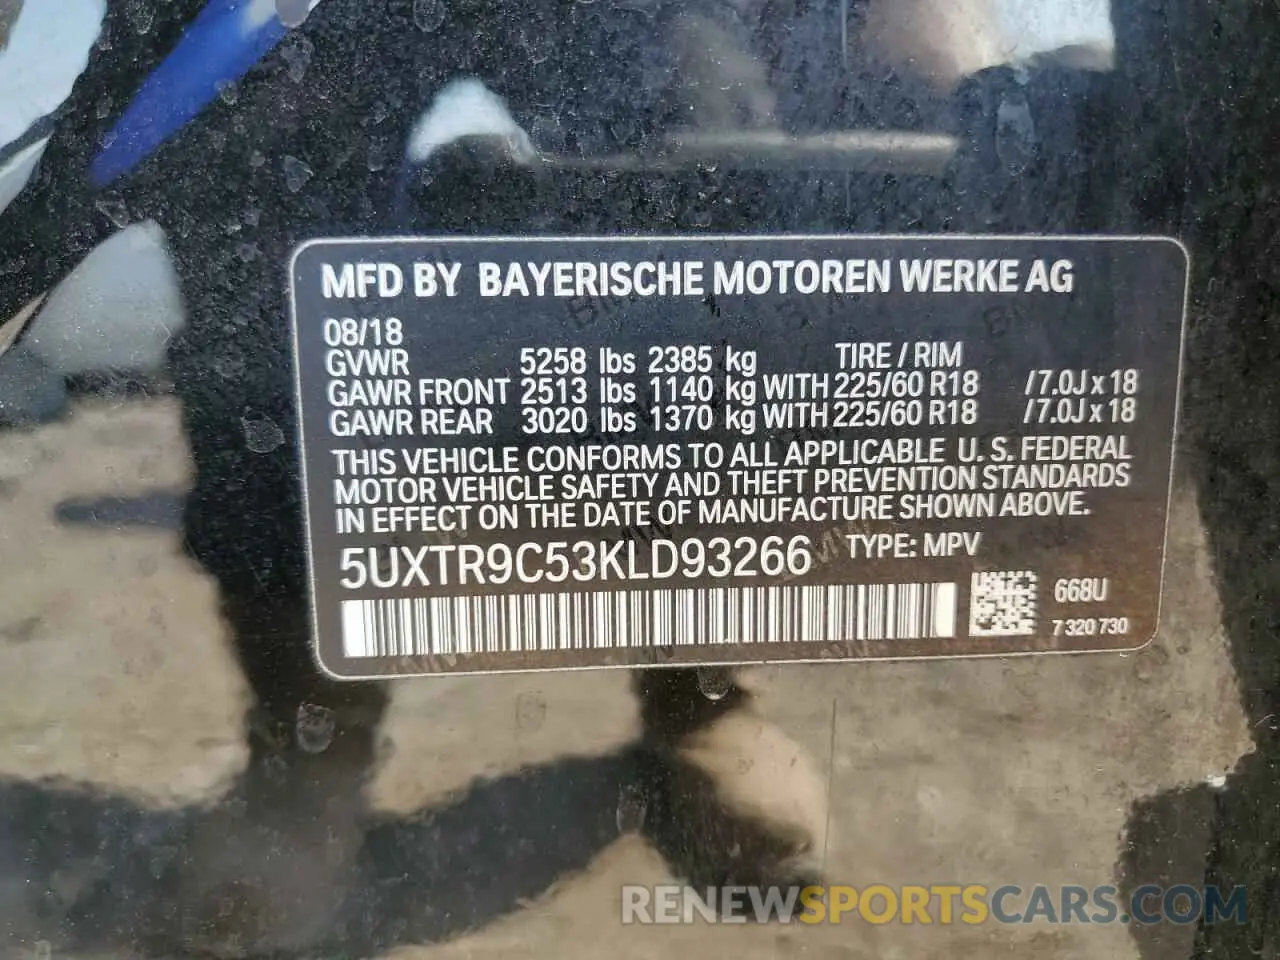 MFD BY BAYERISCHE MOTOREN WERKE AG
08/18
GVWR 5258 lbs 2385 kg TIRE / RIM
GAWR FRONT 2513 lbs 1140 kg WITH 225/60 R18 /7.0J x 18
GAWR REAR 3020 lbs 1370 kg WITH 225/60 R18 /7.0J x 18
THIS VEHICLE CONFORMS TO ALL APPLICABLE U.S. FEDERAL
MOTOR VEHICLE SAFETY AND THEFT PREVENTION STANDARDS
IN EFFECT ON THE DATE OF MANUFACTURE SHOWN ABOVE.
5UXTR9C53KLD93266 TYPE: MPV
668U
7 320 730
RENEWSPORTSCARS.COM